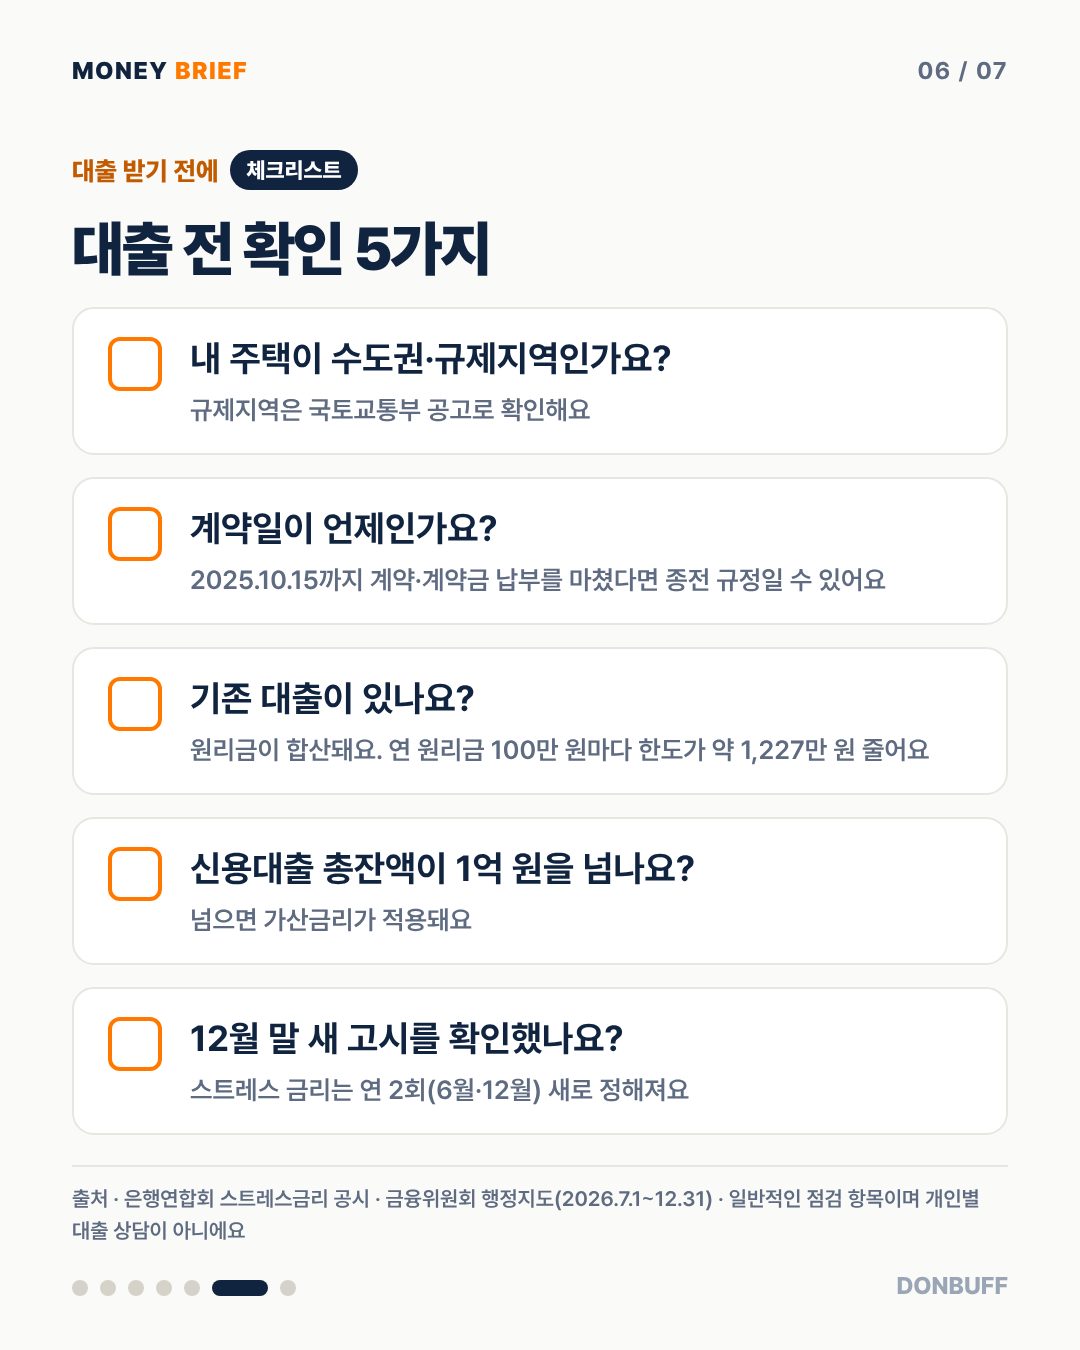 MONEY BRIEF
06 / 07
대출 받기 전에 체크리스트
대출 전 확인 5가지
내 주택이 수도권·규제지역인가요?
규제지역은 국토교통부 공고로 확인해요
계약일이 언제인가요?
2025.10.15까지 계약·계약금 납부를 마쳤다면 종전 규정일 수 있어요
기존 대출이 있나요?
원리금이 합산돼요. 연 원리금 100만 원마다 한도가 약 1,227만 원 줄어요
신용대출 총잔액이 1억 원을 넘나요?
넘으면 가산금리가 적용돼요
12월 말 새 고시를 확인했나요?
스트레스 금리는 연 2회(6월·12월) 새로 정해져요
출처 · 은행연합회 스트레스금리 공시 · 금융위원회 행정지도(2026.7.1~12.31) · 일반적인 점검 항목이며 개인별
대출 상담이 아니에요
DONBUFF